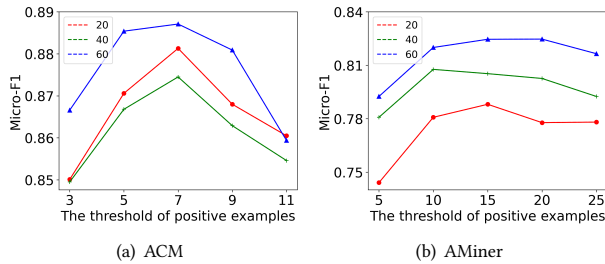 0.89
0.88
0.87
0.86
0.85
20
40
60
Micro-F1
3 5 7 9 11
The threshold of positive examples
(a) ACM
0.84
0.81
0.78
0.75
20
40
60
Micro-F1
5 10 15 20 25
The threshold of positive examples
(b) AMiner